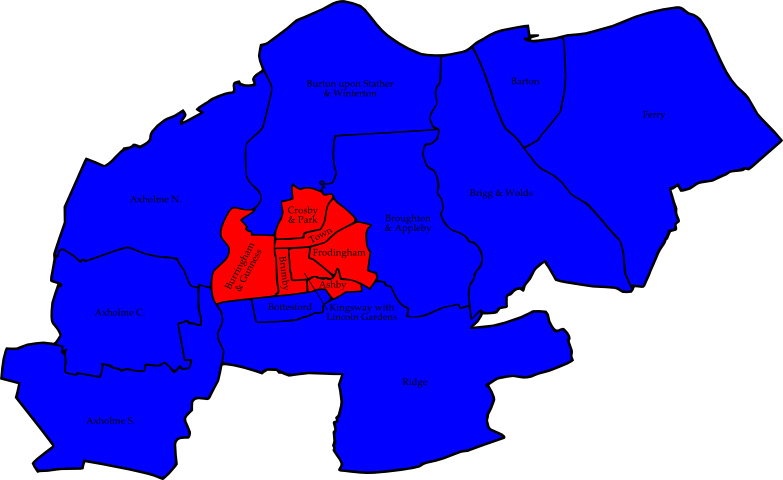 Burton upon Stather
& Winterton
Barton
Ferry
Axholme N.
Brigg & Wolds
Crosby
& Park
Broughton
& Appleby
Town
Frodingham
Burringham
& Gunness
Brumby
Ashby
Bottesford
Kingsway with
Lincoln Gardens
Axholme C.
Ridge
Axholme S.